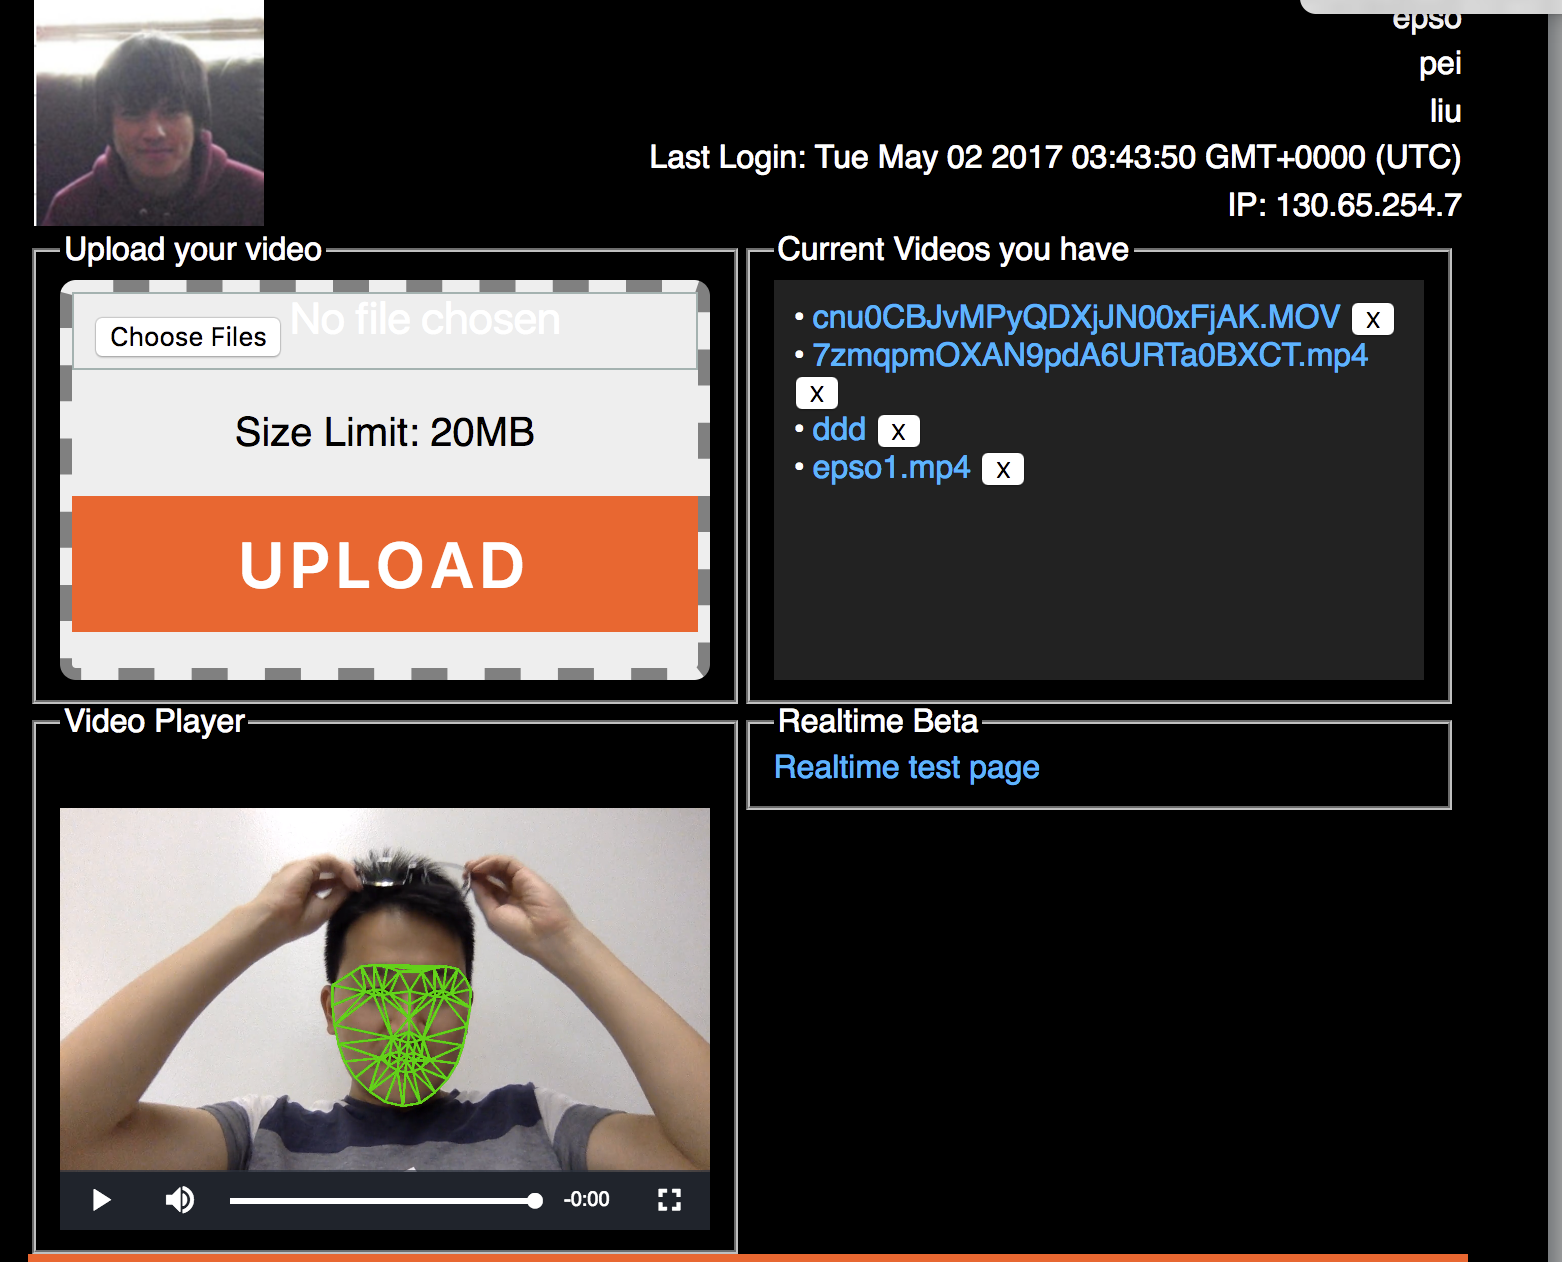 epso
pei
liu
Last Login: Tue May 02 2017 03:43:50 GMT+0000 (UTC)
IP: 130.65.254.7
Upload your video
Choose Files No file chosen
Size Limit: 20MB
UPLOAD
Current Videos you have
• cnu0CBJvMPyQDXjJN00xFjAK.MOV x
• 7zmqpmOXAN9pdA6URTa0BXCT.mp4
x
• ddd x
• epso1.mp4 x
Video Player
-0:00
Realtime Beta
Realtime test page